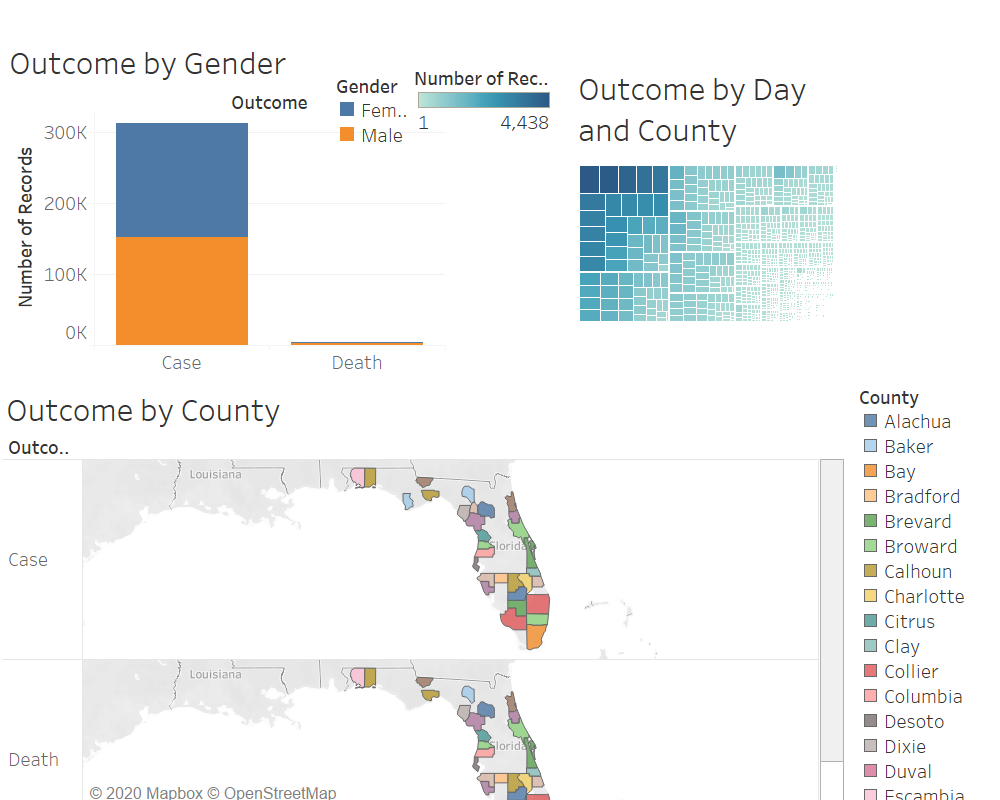 Outcome by Gender
Outcome
Gender
Fem..
Male
Number of Rec..
1
4,438
Number of Records
300K
200K
100K
0K
Case
Death
Outcome by Day
and County
Outcome by County
Outco..
Case
Louisiana
Florida
Death
Louisiana
Florida
© 2020 Mapbox © OpenStreetMap
County
Alachua
Baker
Bay
Bradford
Brevard
Broward
Calhoun
Charlotte
Citrus
Clay
Collier
Columbia
Desoto
Dixie
Duval
Escambia